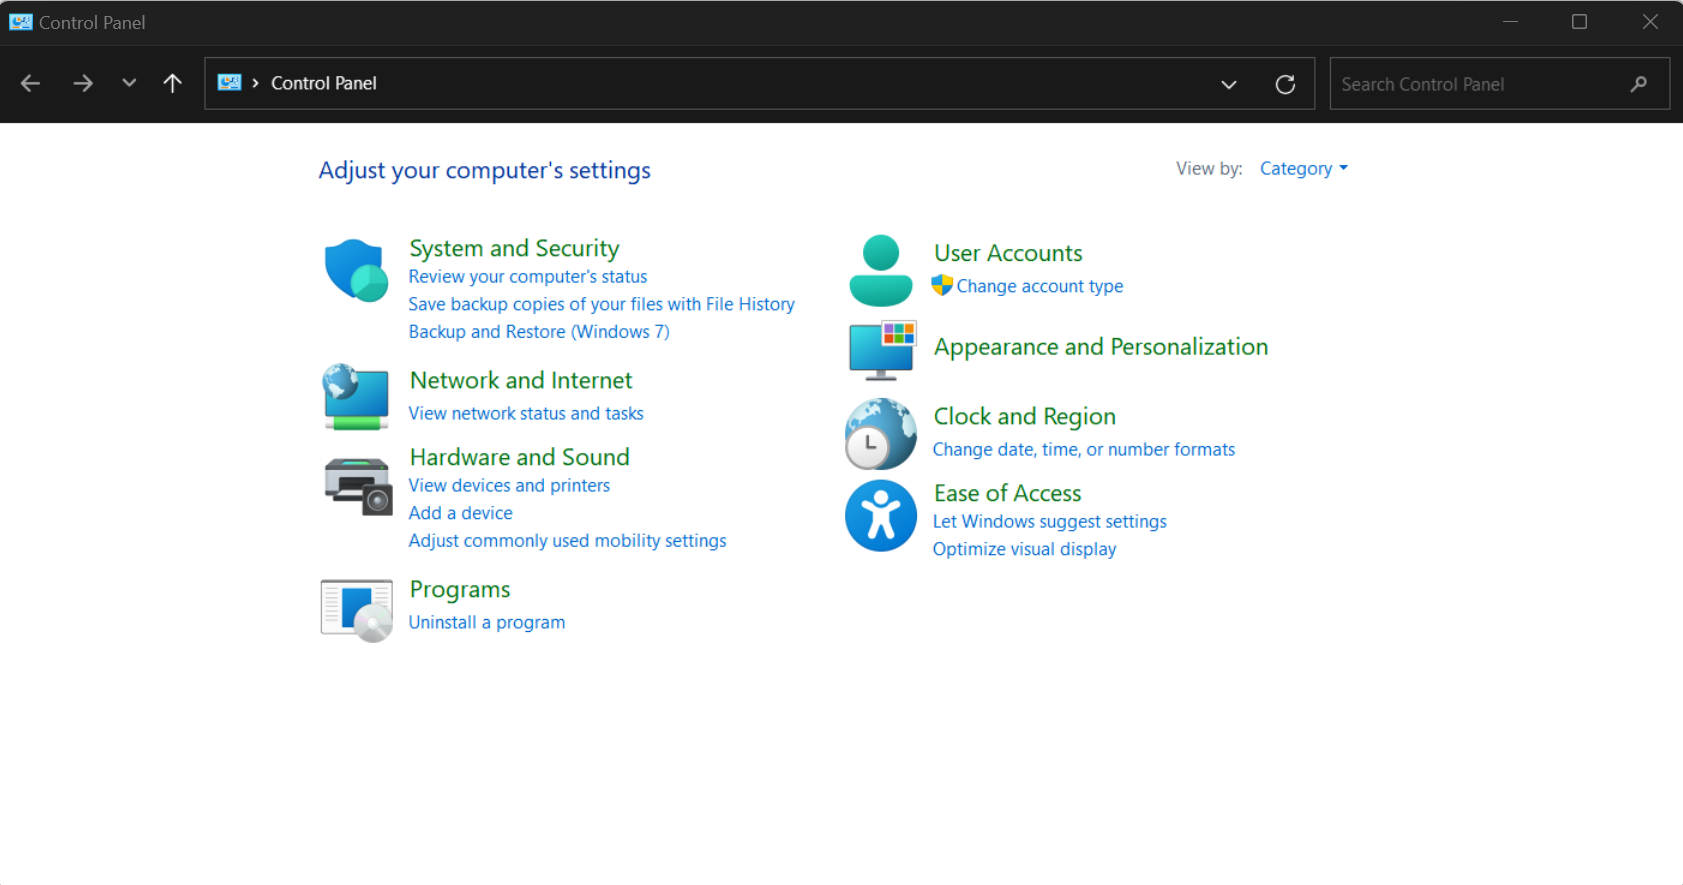 Control Panel
Control Panel
Search Control Panel
Adjust your computer's settings
View by: Category
System and Security
Review your computer's status
Save backup copies of your files with File History
Backup and Restore (Windows 7)
Network and Internet
View network status and tasks
Hardware and Sound
View devices and printers
Add a device
Adjust commonly used mobility settings
Programs
Uninstall a program
User Accounts
Change account type
Appearance and Personalization
Clock and Region
Change date, time, or number formats
Ease of Access
Let Windows suggest settings
Optimize visual display